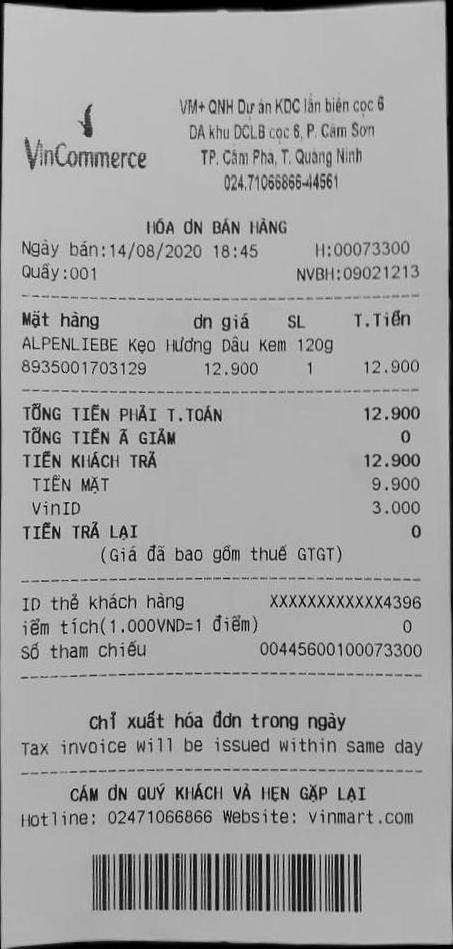 VinCommerce
VM+ QNH Dự án KDC lấn biển cọc 6
DA khu DCLB cọc 6, P. Cẩm Sơn
TP. Cẩm Phả, T. Quảng Ninh
024.71066866-44561
HÓA ƠN BÁN HÀNG
Ngày bán:14/08/2020 18:45 H:00073300
Quầy:001 NVBH:09021213
Mặt hàng ơn giá SL T.Tiền
ALPENLIEBE Kẹo Hương Dâu Kem 120g
8935001703129 12.900 1 12.900
TỔNG TIỀN PHẢI T.TOÁN 12.900
TỔNG TIỀN Ã GIẢM 0
TIỀN KHÁCH TRẢ 12.900
TIỀN MẶT 9.900
VinID 3.000
TIỀN TRẢ LẠI 0
(Giá đã bao gồm thuế GTGT)
ID thẻ khách hàng XXXXXXXXXXXX4396
iểm tích(1.000VND=1 điểm) 0
Số tham chiếu 00445600100073300
Chỉ xuất hóa đơn trong ngày
Tax invoice will be issued within same day
CÁM ƠN QUÝ KHÁCH VÀ HẸN GẶP LẠI
Hotline: 02471066866 Website: vinmart.com